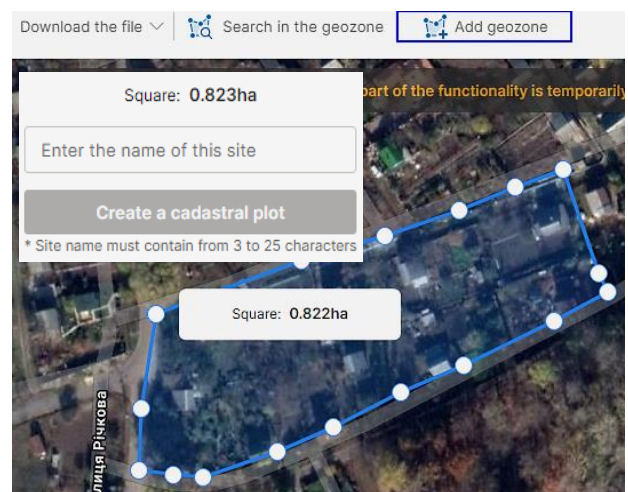 Download the file
Search in the geozone
Add geozone
part of the functionality is temporarily
Square: 0.823ha
Enter the name of this site
Create a cadastral plot
* Site name must contain from 3 to 25 characters
Square: 0.822ha
лиця Річкова